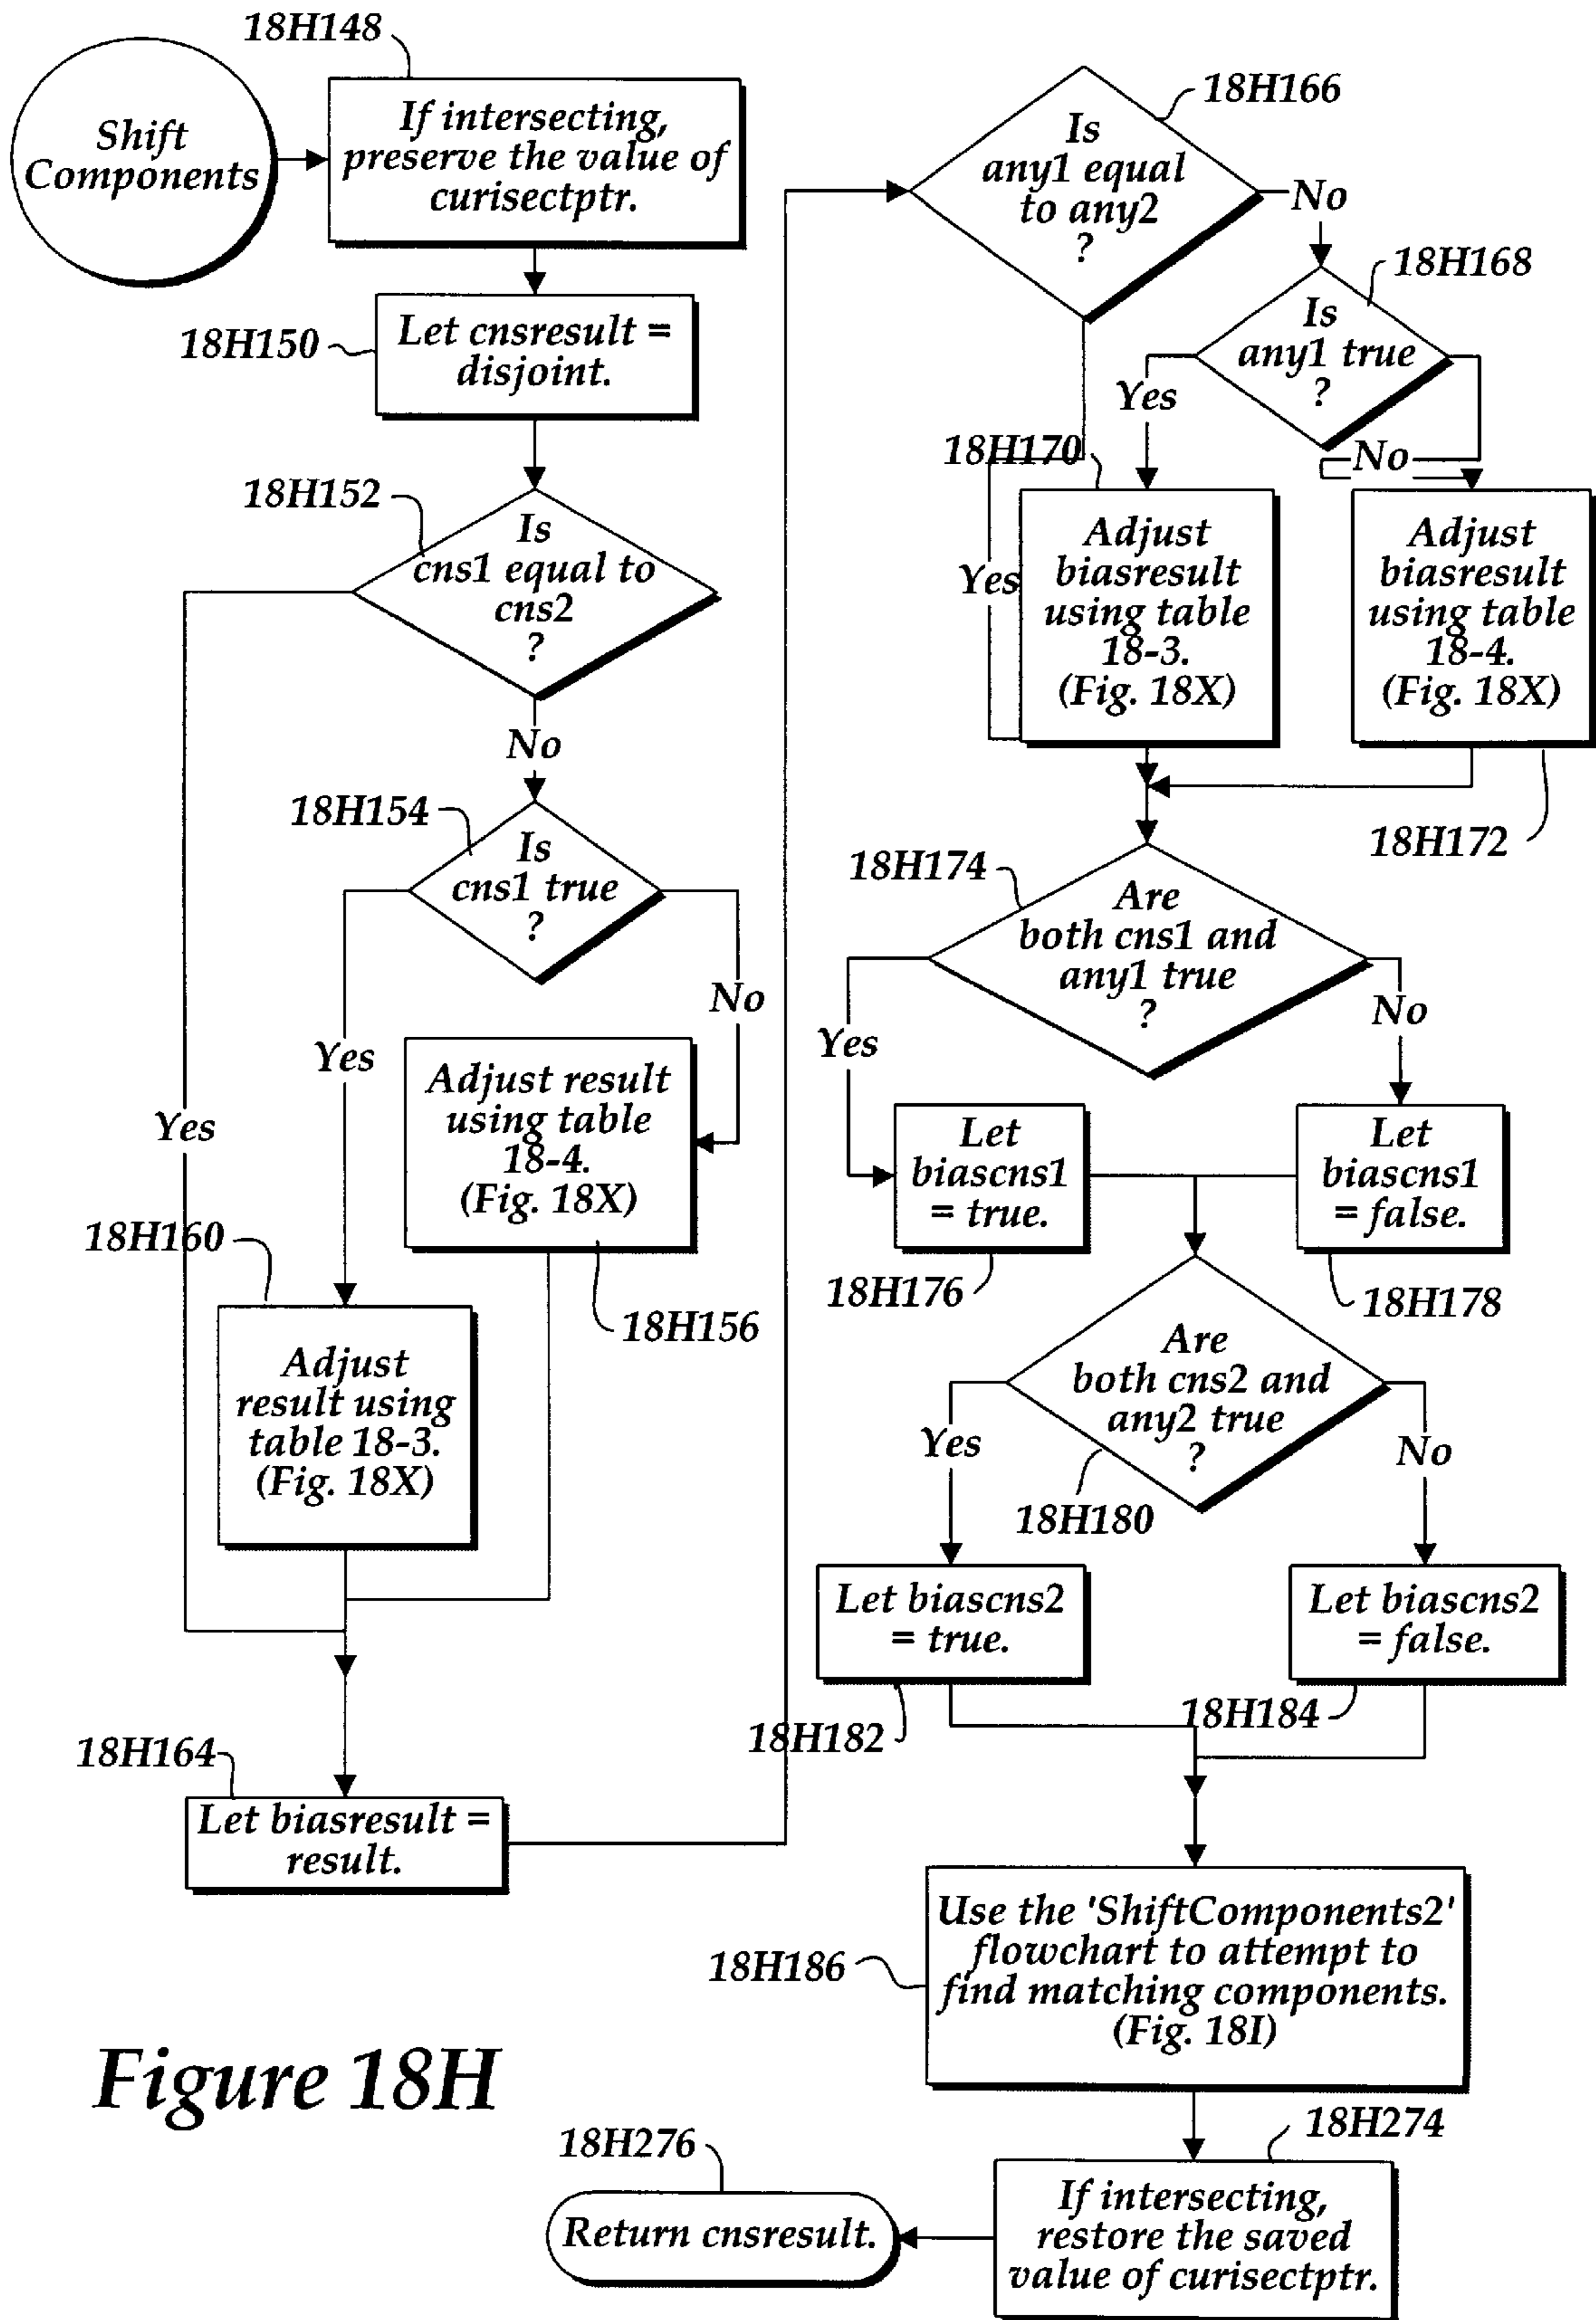 18H148
Shift
Components
If intersecting,
preserve the value of
curisectptr.
18H150
Let cnsresult =
disjoint.
18H152
Is
cns1 equal to
cns2
?
No
Yes
18H154
Is
cns1 true
?
Yes
No
Adjust result
using table
18-4.
(Fig. 18X)
18H156
18H160
Adjust
result using
table 18-3.
(Fig. 18X)
18H164
Let biasresult =
result.
18H166
Is
any1 equal
to any2
?
No
Yes
18H168
Is
any1 true
?
Yes
No
18H170
Adjust
biasresult
using table
18-3.
(Fig. 18X)
Adjust
biasresult
using table
18-4.
(Fig. 18X)
18H172
18H174
Are
both cns1 and
any1 true
?
Yes
No
Let
biascns1
= true.
18H176
Let
biascns1
= false.
18H178
Are
both cns2 and
any2 true
?
18H180
Yes
No
Let biascns2
= true.
18H182
Let biascns2
= false.
18H184
18H186
Use the 'ShiftComponents2'
flowchart to attempt to
find matching components.
(Fig. 18I)
18H274
If intersecting,
restore the saved
value of curisectptr.
18H276
Return cnsresult.
Figure 18H